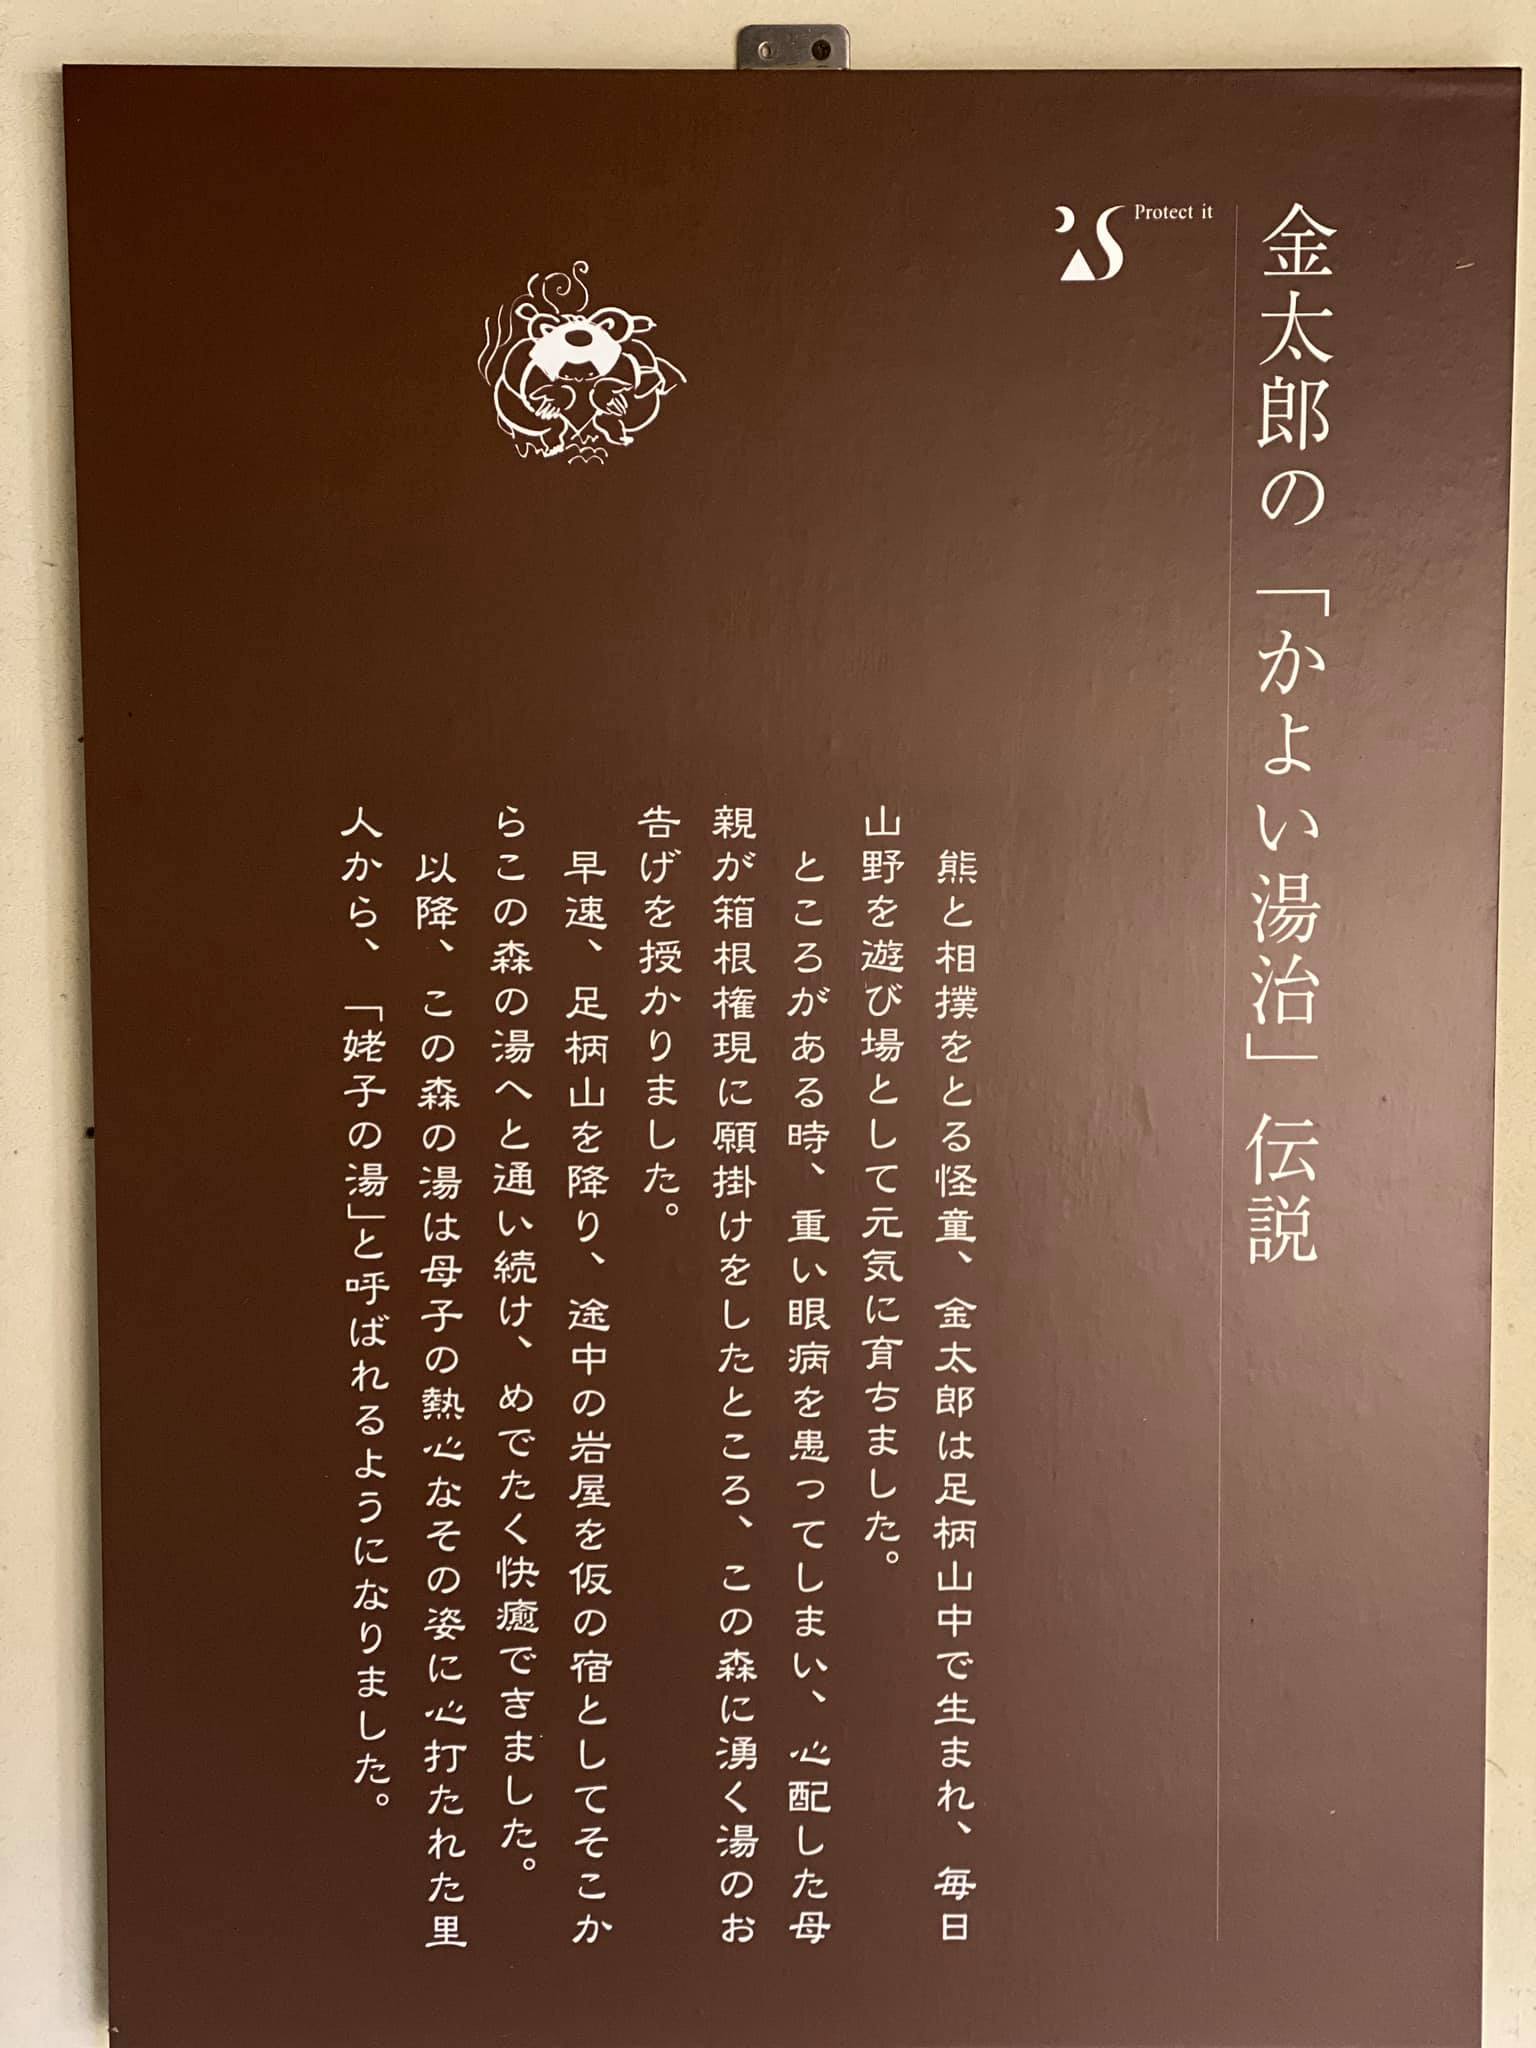 金太郎の「かよい湯治」伝説
Protect it
熊と相撲をとる怪童、金太郎は足柄山中で生まれ、毎日
山野を遊び場として元気に育ちました。
ところがある時、重い眼病を患ってしまい、心配した母
親が箱根権現に願掛けをしたところ、この森に湧く湯のお
告げを授かりました。
早速、足柄山を降り、途中の岩屋を仮の宿としてそこか
らこの森の湯へと通い続け、めでたく快癒できました。
以降、この森の湯は母子の熱心なその姿に心打たれた里
人から、「姥子の湯」と呼ばれるようになりました。